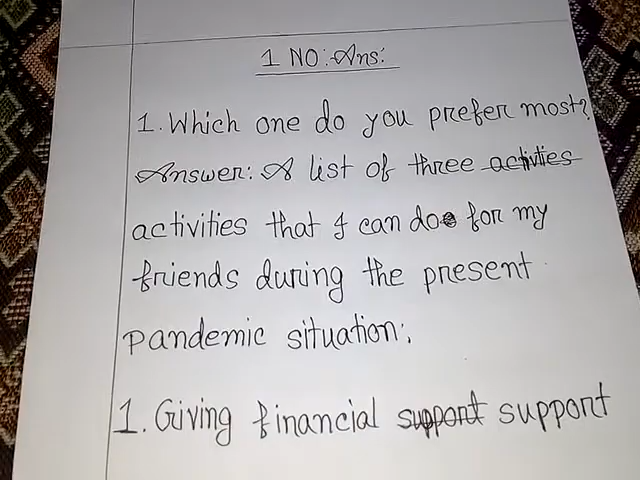 1 NO: Ans:
1. Which one do you prefer most?
Answer: A list of three activties
activities that I can do for my
friends during the present
pandemic situation:
1. Giving financial support support